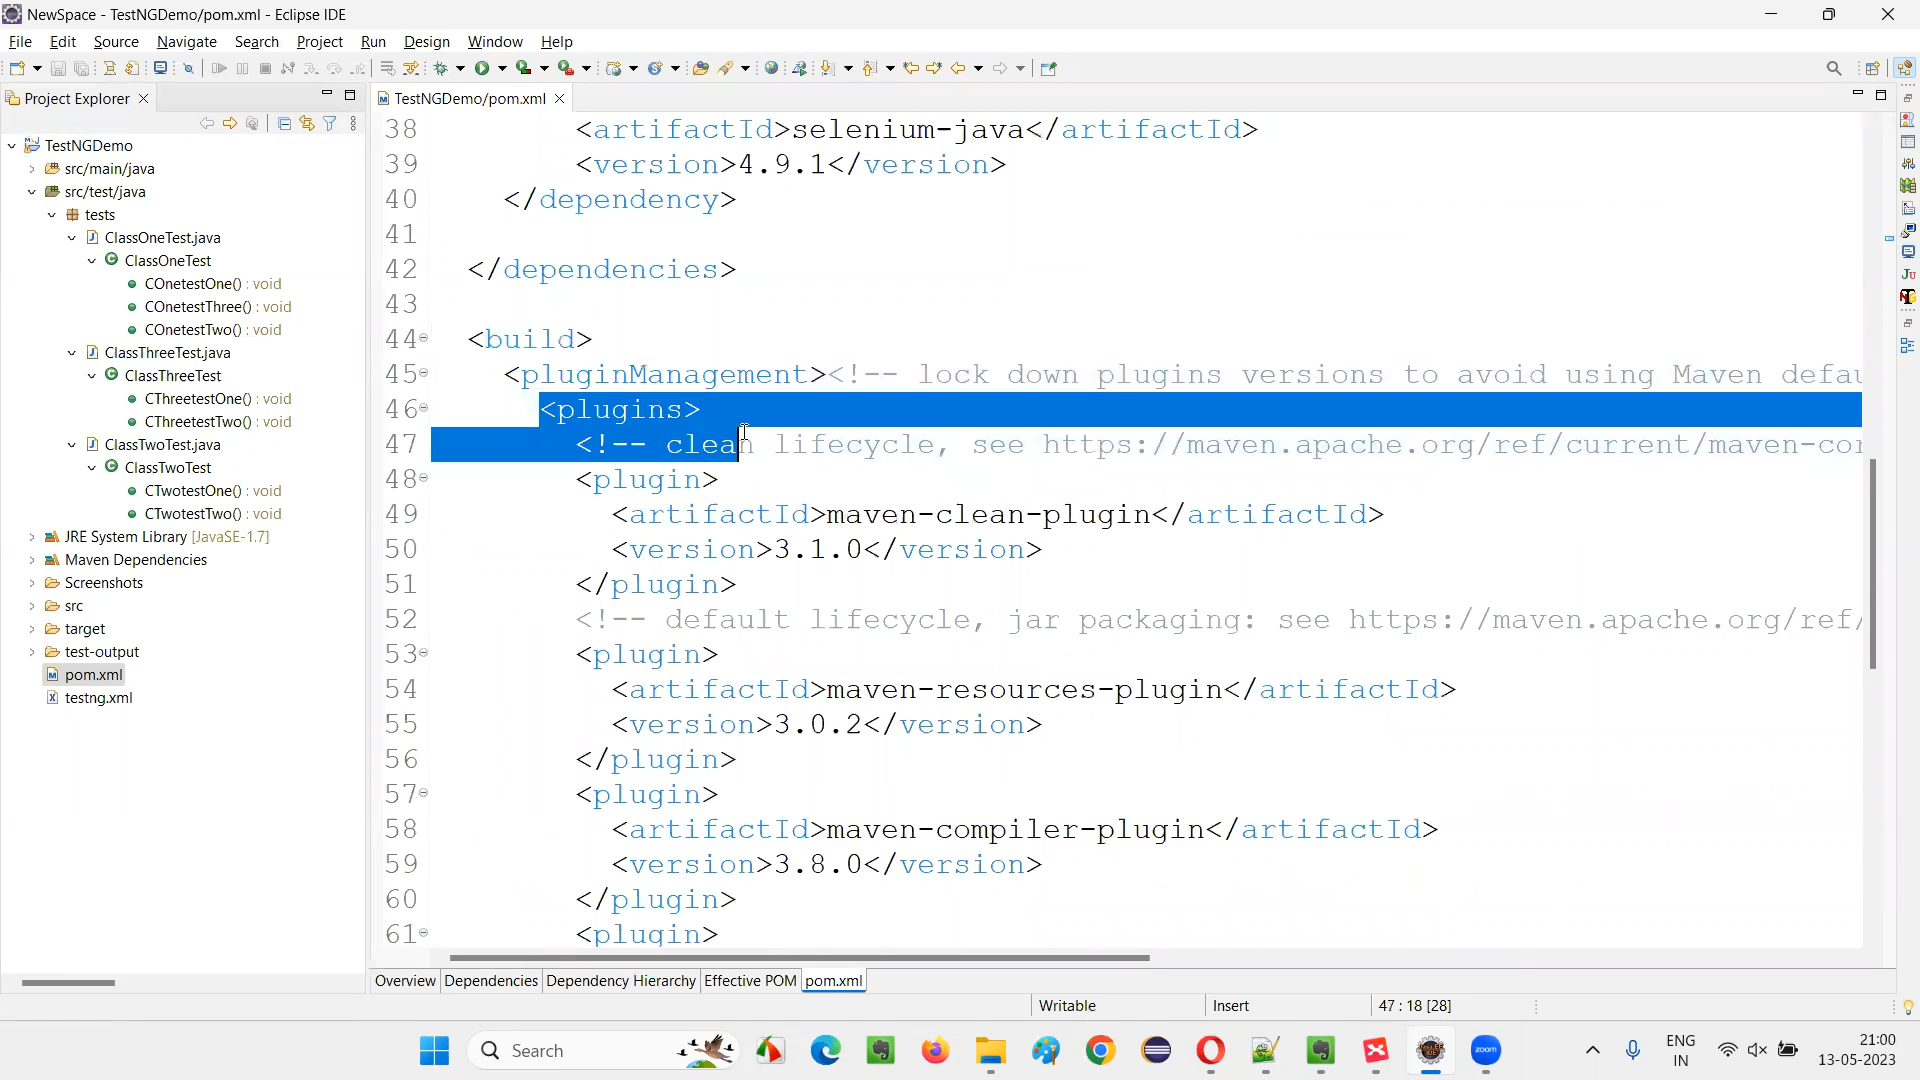 NewSpace - TestNGDemo/pom.xml - Eclipse IDE
File Edit Source Navigate Search Project Run Design Window Help
Project Explorer
TestNGDemo/pom.xml
TestNGDemo
src/main/java
src/test/java
tests
ClassOneTest.java
ClassOneTest
COnetestOne() : void
COnetestThree() : void
COnetestTwo() : void
ClassThreeTest.java
ClassThreeTest
CThreetestOne() : void
CThreetestTwo() : void
ClassTwoTest.java
ClassTwoTest
CTwotestOne() : void
CTwotestTwo() : void
JRE System Library [JavaSE-1.7]
Maven Dependencies
Screenshots
src
target
test-output
pom.xml
testng.xml
38 <artifactId>selenium-java</artifactId>
39 <version>4.9.1</version>
40 </dependency>
41
42 </dependencies>
43
44 <build>
45 <pluginManagement><!-- lock down plugins versions to avoid using Maven defau
46 <plugins>
47 <!-- clean lifecycle, see https://maven.apache.org/ref/current/maven-cor
48 <plugin>
49 <artifactId>maven-clean-plugin</artifactId>
50 <version>3.1.0</version>
51 </plugin>
52 <!-- default lifecycle, jar packaging: see https://maven.apache.org/ref/
53 <plugin>
54 <artifactId>maven-resources-plugin</artifactId>
55 <version>3.0.2</version>
56 </plugin>
57 <plugin>
58 <artifactId>maven-compiler-plugin</artifactId>
59 <version>3.8.0</version>
60 </plugin>
61 <plugin>
Overview Dependencies Dependency Hierarchy Effective POM pom.xml
Writable Insert 47 : 18 [28]
Search
zoom
ENG
IN
21:00
13-05-2023